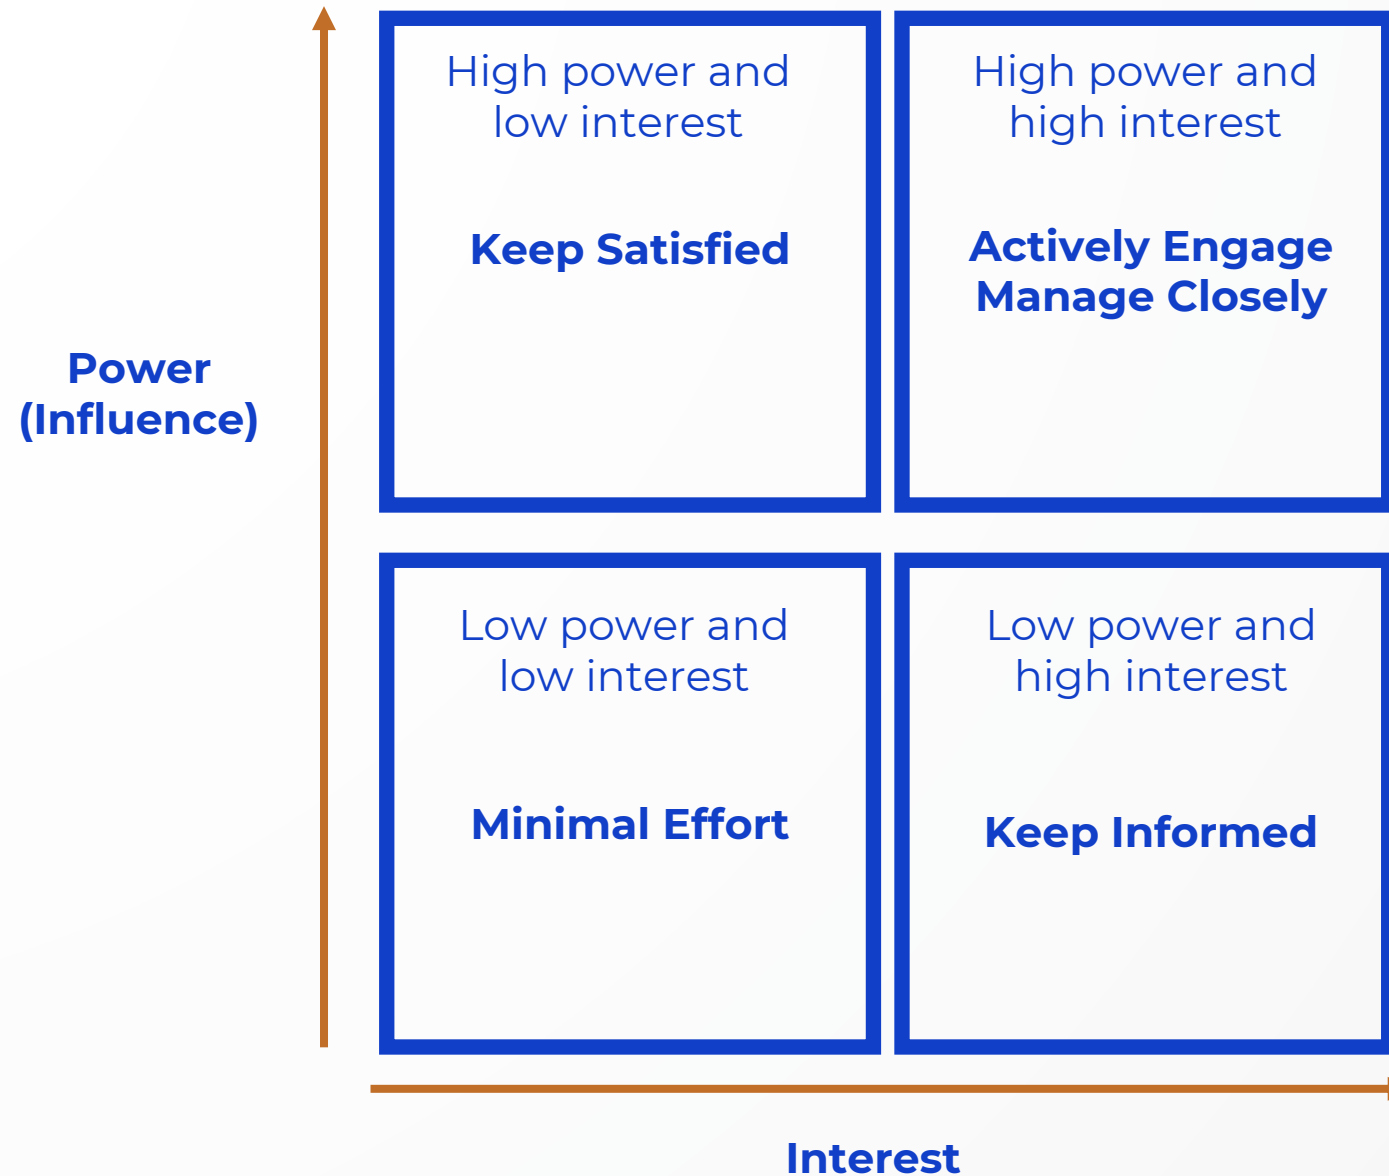 High power and
low interest
Keep Satisfied
High power and
high interest
Actively Engage
Manage Closely
Power
(Influence)
Low power and
low interest
Minimal Effort
Low power and
high interest
Keep Informed
Interest